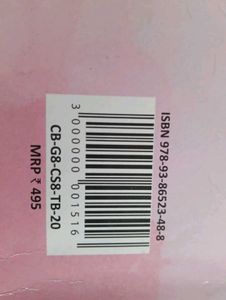 ISBN 978-93-86523-48-8
3 000000 001516
CB-G8-CS8-TB-20
MRP ₹ 495